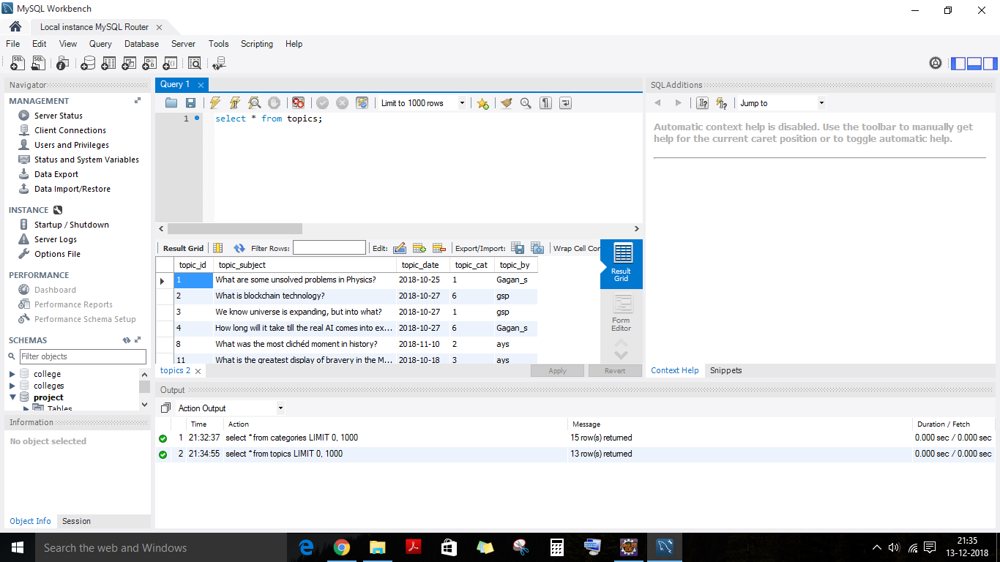 MySQL Workbench
Local instance MySQL Router
File Edit View Query Database Server Tools Scripting Help
Navigator
MANAGEMENT
Server Status
Client Connections
Users and Privileges
Status and System Variables
Data Export
Data Import/Restore
INSTANCE
Startup / Shutdown
Server Logs
Options File
PERFORMANCE
Dashboard
Performance Reports
Performance Schema Setup
SCHEMAS
Filter objects
college
colleges
project
Tables
Information
No object selected
Object Info Session
Query 1
Limit to 1000 rows
1 select * from topics;
Result Grid Filter Rows: Edit: Export/Import: Wrap Cell Con
topic_id topic_subject topic_date topic_cat topic_by
1 What are some unsolved problems in Physics? 2018-10-25 1 Gagan_s
2 What is blockchain technology? 2018-10-27 6 gsp
3 We know universe is expanding, but into what? 2018-10-27 1 gsp
4 How long will it take till the real AI comes into ex... 2018-10-27 6 Gagan_s
8 What was the most clichéd moment in history? 2018-11-10 2 ays
11 What is the greatest display of bravery in the M... 2018-10-18 3 ays
Result
Grid
Form
Editor
topics 2
Apply Revert
SQLAdditions
Jump to
Automatic context help is disabled. Use the toolbar to manually get
help for the current caret position or to toggle automatic help.
Context Help Snippets
Output
Action Output
Time Action Message Duration / Fetch
1 21:32:37 select * from categories LIMIT 0, 1000 15 row(s) returned 0.000 sec / 0.000 sec
2 21:34:55 select * from topics LIMIT 0, 1000 13 row(s) returned 0.000 sec / 0.000 sec
Search the web and Windows
21:35
13-12-2018